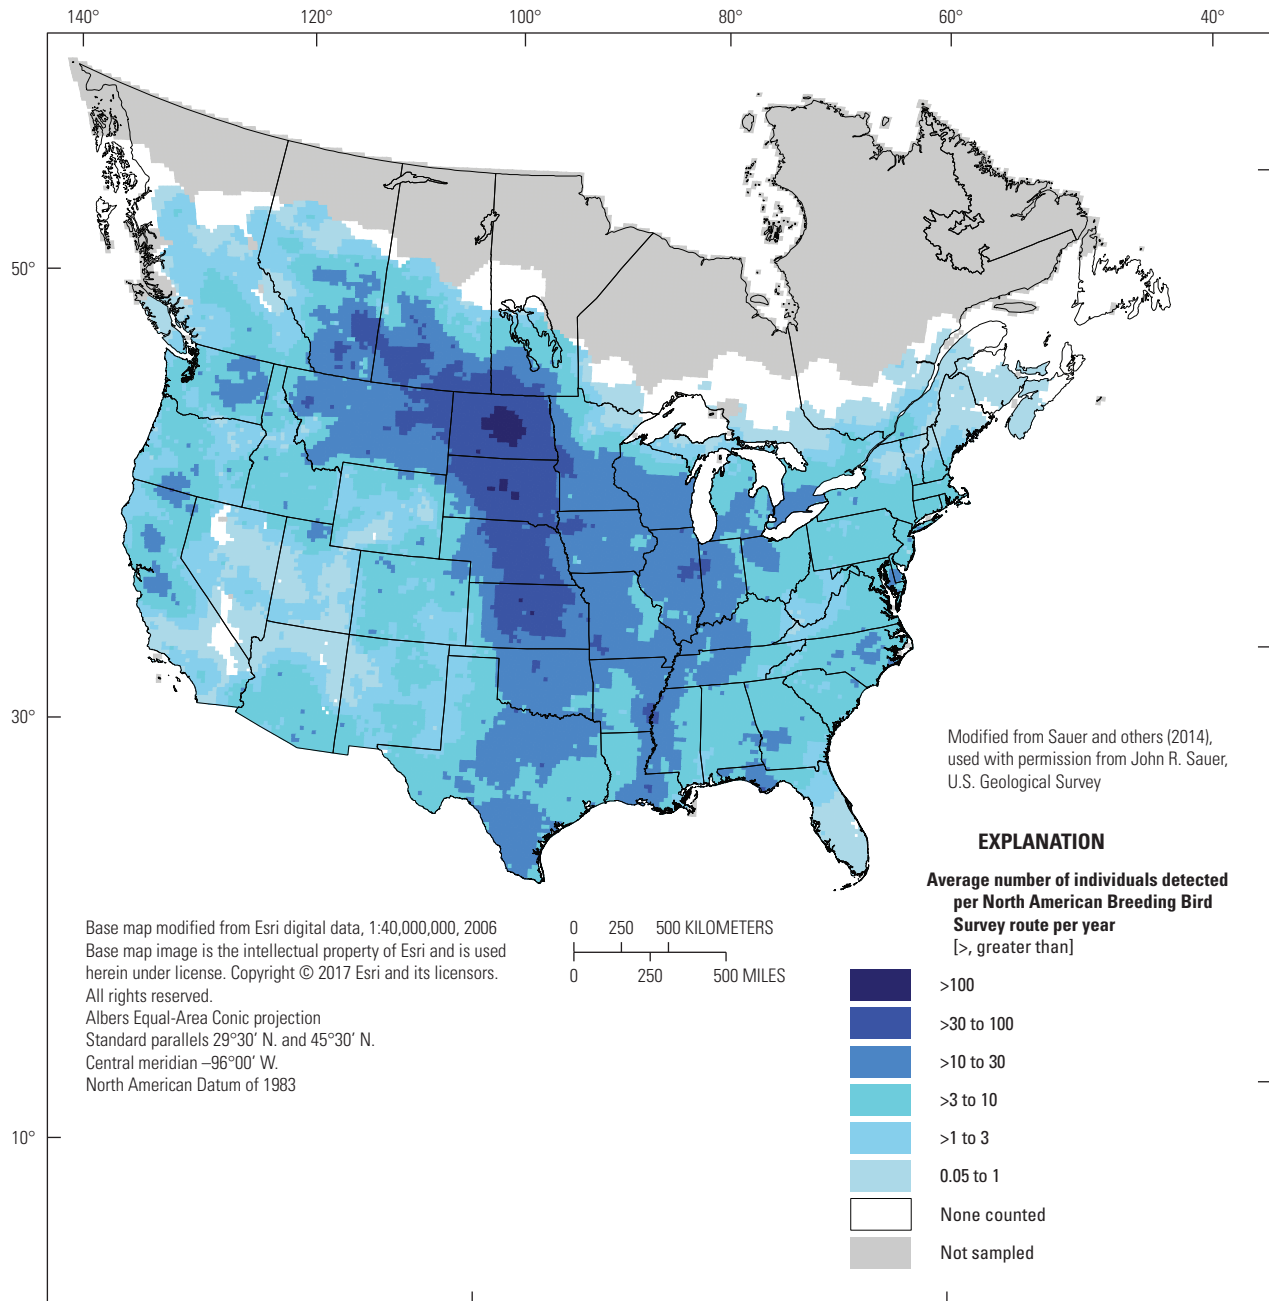 140°
120°
100°
80°
60°
40°
50°
30°
10°
Modified from Sauer and others (2014),
used with permission from John R. Sauer,
U.S. Geological Survey
EXPLANATION
Average number of individuals detected
per North American Breeding Bird
Survey route per year
[>, greater than]
>100
>30 to 100
>10 to 30
>3 to 10
>1 to 3
0.05 to 1
None counted
Not sampled
Base map modified from Esri digital data, 1:40,000,000, 2006
Base map image is the intellectual property of Esri and is used
herein under license. Copyright © 2017 Esri and its licensors.
All rights reserved.
Albers Equal-Area Conic projection
Standard parallels 29°30′ N. and 45°30′ N.
Central meridian –96°00′ W.
North American Datum of 1983
0 250 500 KILOMETERS
0 250 500 MILES